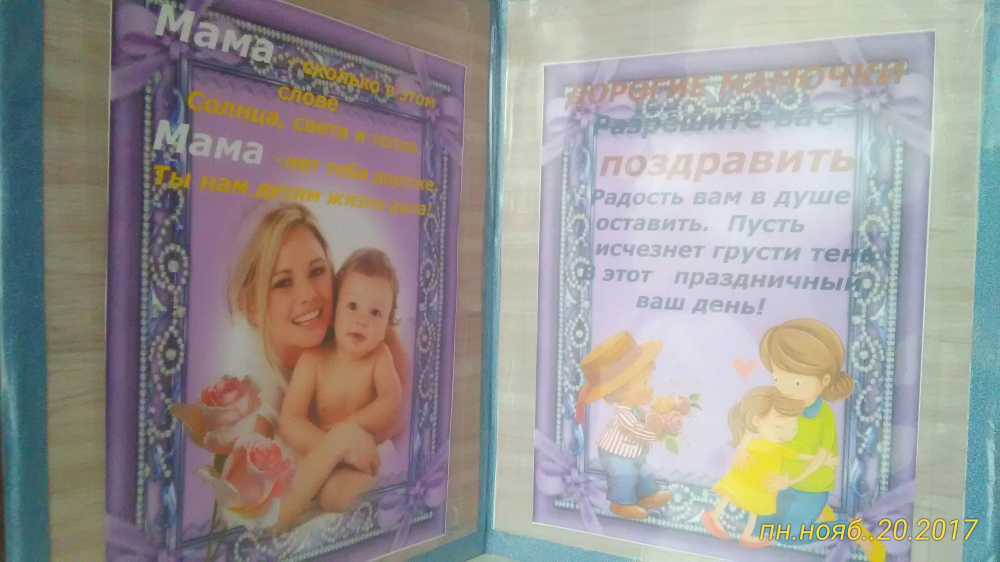 Мама - сколько в этом
слове
Солнца, света и тепла.
Мама -нет тебя дороже,
Ты нам детям жизнь дала!
ДОРОГИЕ МАМОЧКИ
Разрешите вас
поздравить
Радость вам в душе
оставить. Пусть
исчезнет грусти тень
В этот праздничный
ваш день!
пн.нояб..20.2017